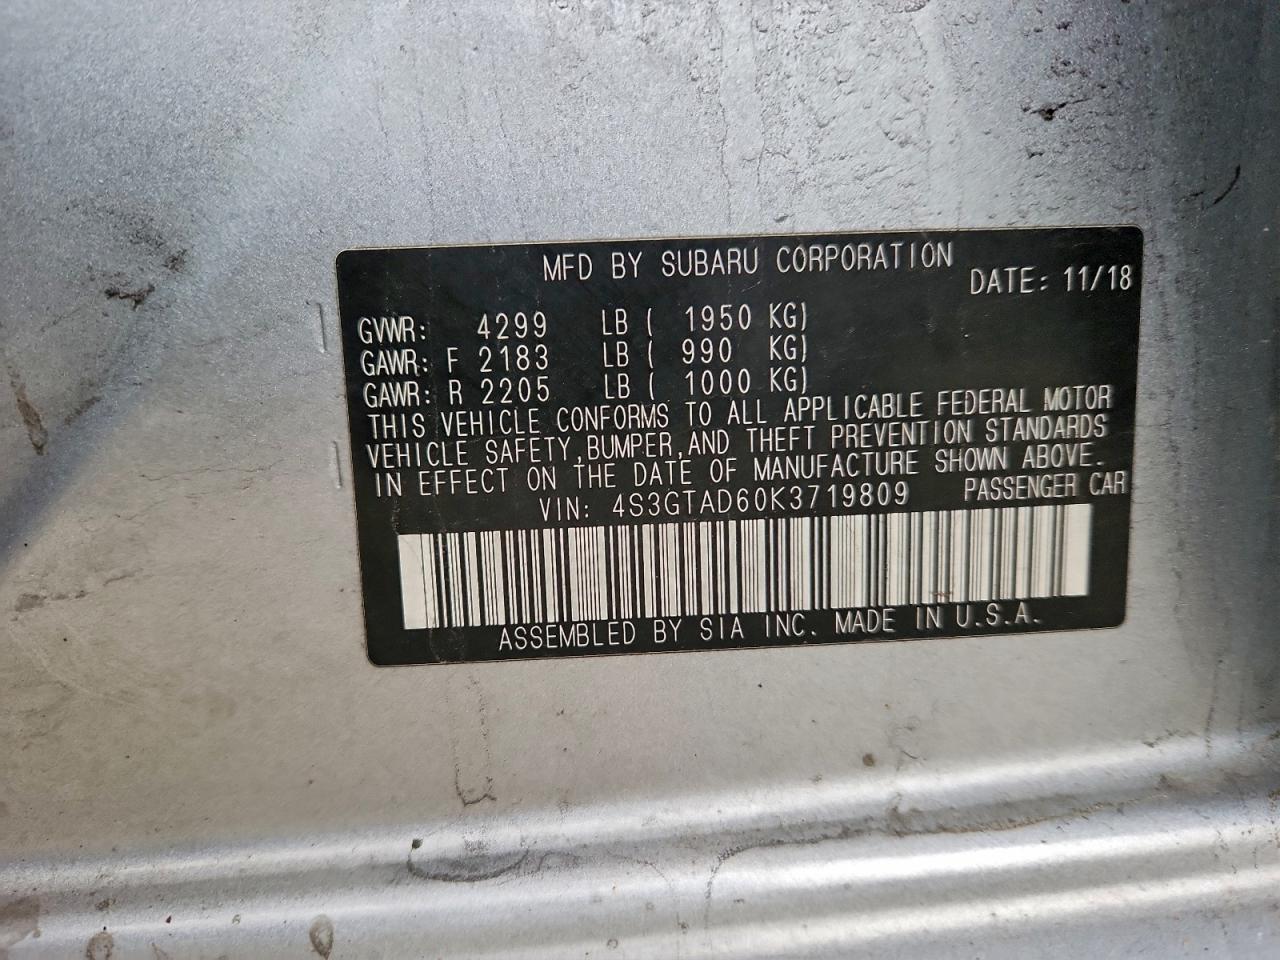 MFD BY SUBARU CORPORATION
DATE: 11/18
GVWR: 4299 LB ( 1950 KG)
GAWR: F 2183 LB ( 990 KG)
GAWR: R 2205 LB ( 1000 KG)
THIS VEHICLE CONFORMS TO ALL APPLICABLE FEDERAL MOTOR
VEHICLE SAFETY,BUMPER,AND THEFT PREVENTION STANDARDS
IN EFFECT ON THE DATE OF MANUFACTURE SHOWN ABOVE.
VIN: 4S3GTAD60K3719809 PASSENGER CAR
ASSEMBLED BY SIA INC. MADE IN U.S.A.